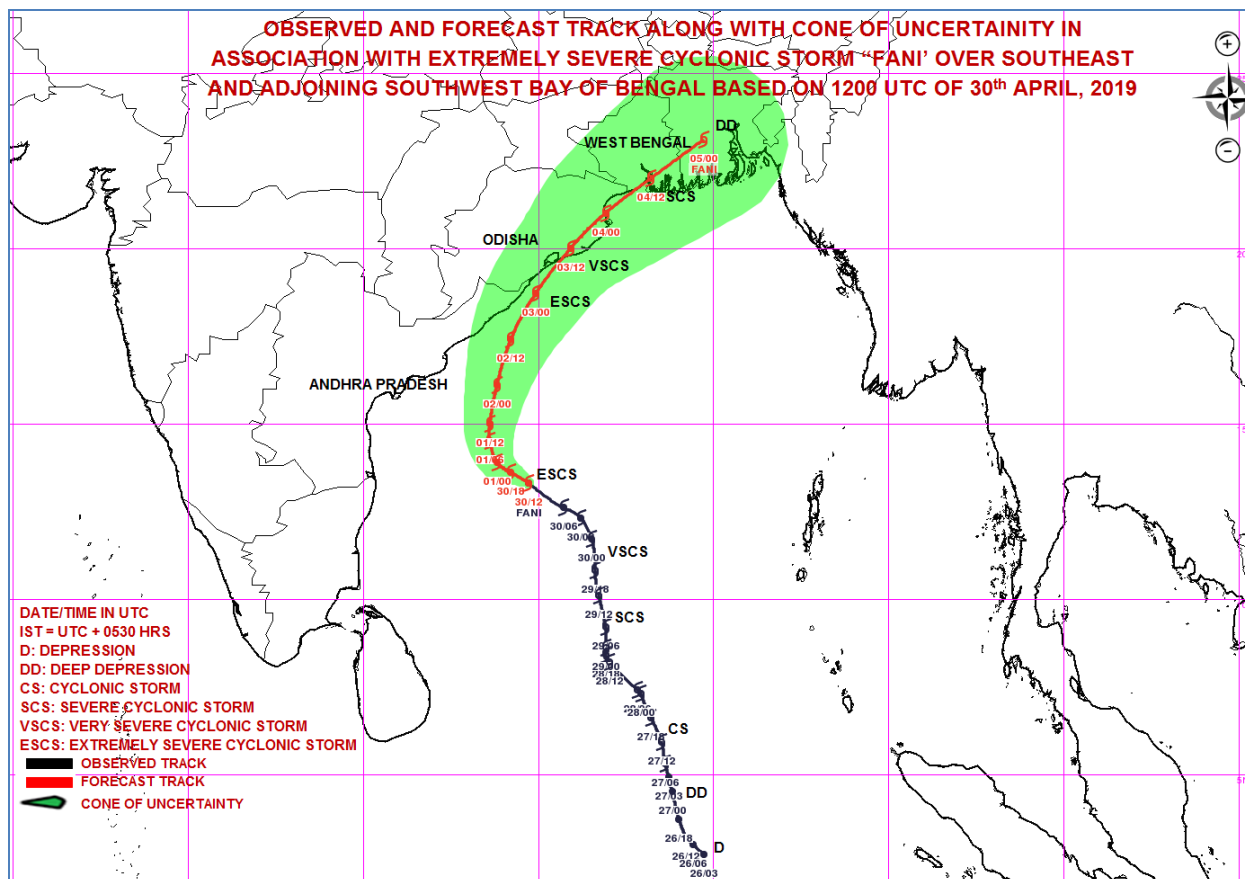 OBSERVED AND FORECAST TRACK ALONG WITH CONE OF UNCERTAINITY IN
ASSOCIATION WITH EXTREMELY SEVERE CYCLONIC STORM “FANI’ OVER SOUTHEAST
AND ADJOINING SOUTHWEST BAY OF BENGAL BASED ON 1200 UTC OF 30th APRIL, 2019
DD
WEST BENGAL
05/00
FANI
04/12
SCS
04/00
ODISHA
03/12
VSCS
ESCS
03/00
02/12
ANDHRA PRADESH
02/00
01/12
01/06
01/00
30/18
ESCS
30/12
FANI
30/06
VSCS
30/00
29/18
29/12
SCS
29/06
29/00
28/18
28/12
28/00
CS
27/18
27/12
27/06
27/03
DD
27/00
26/18
D
26/12
26/06
26/03
DATE/TIME IN UTC
IST = UTC + 0530 HRS
D: DEPRESSION
DD: DEEP DEPRESSION
CS: CYCLONIC STORM
SCS: SEVERE CYCLONIC STORM
VSCS: VERY SEVERE CYCLONIC STORM
ESCS: EXTREMELY SEVERE CYCLONIC STORM
OBSERVED TRACK
FORECAST TRACK
CONE OF UNCERTAINTY